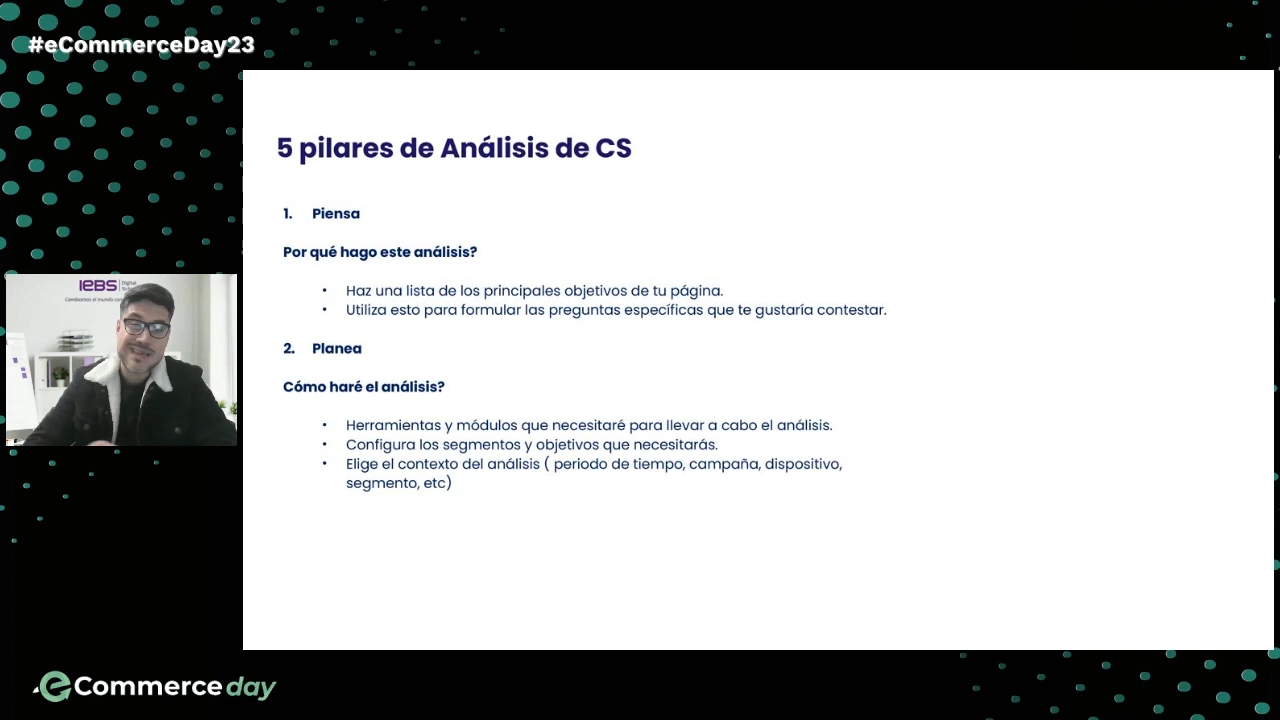 #eCommerceDay23
5 pilares de Análisis de CS
1. Piensa
Por qué hago este análisis?
• Haz una lista de los principales objetivos de tu página.
• Utiliza esto para formular las preguntas específicas que te gustaría contestar.
2. Planea
Cómo haré el análisis?
• Herramientas y módulos que necesitaré para llevar a cabo el análisis.
• Configura los segmentos y objetivos que necesitarás.
• Elige el contexto del análisis ( periodo de tiempo, campaña, dispositivo,
segmento, etc)
IEBS
Digital
Cambiamos el mundo
eCommerce day